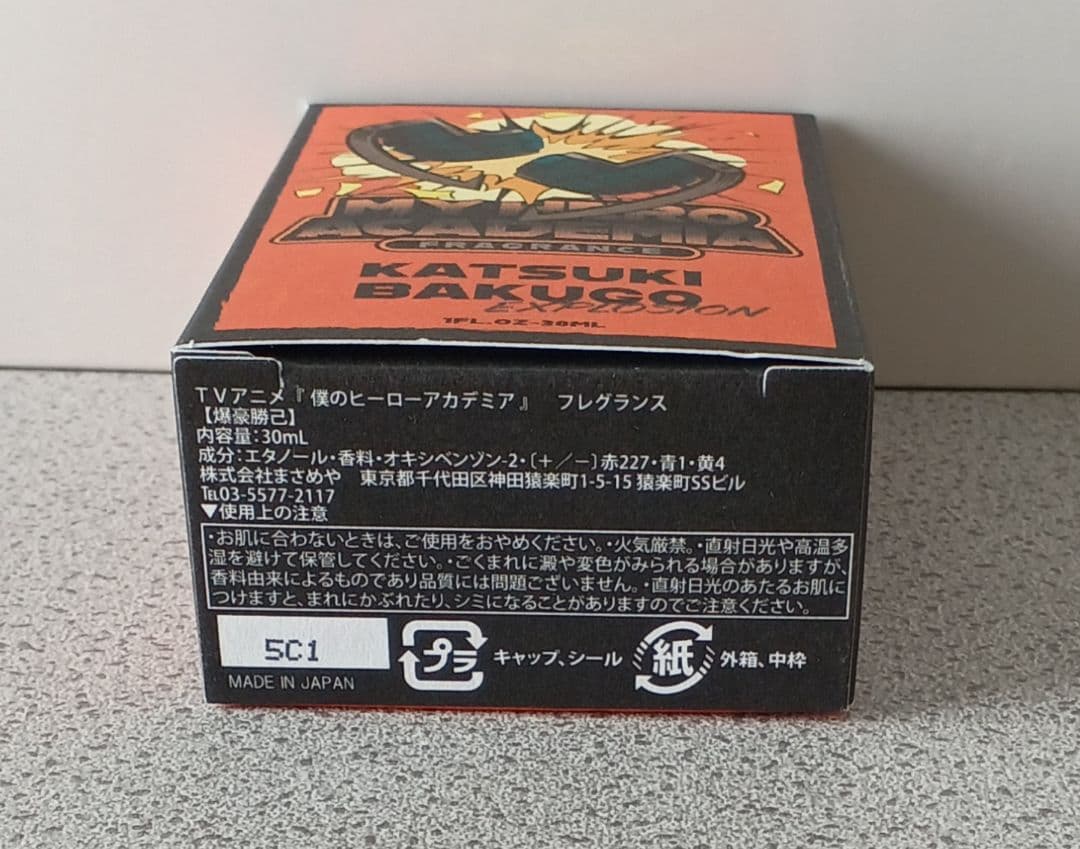 MY HERO
ACADEMIA
FRAGRANCE
KATSUKI
BAKUGO
EXPLOSION
1FL.OZ-30ML
TVアニメ『僕のヒーローアカデミア』 フレグランス
【爆豪勝己】
内容量:30mL
成分:エタノール・香料・オキシベンゾン-2・〔+/-〕赤227・青1・黄4
株式会社まさめや 東京都千代田区神田猿楽町1-5-15 猿楽町SSビル
℡03-5577-2117
▼使用上の注意
・お肌に合わないときは、ご使用をおやめください。・火気厳禁。・直射日光や高温多
湿を避けて保管してください。・ごくまれに澱や変色がみられる場合がありますが、
香料由来によるものであり品質には問題ございません。・直射日光のあたるお肌に
つけますと、まれにかぶれたり、シミになることがありますのでご注意ください。
5C1
プラ キャップ、シール 紙 外箱、中枠
MADE IN JAPAN